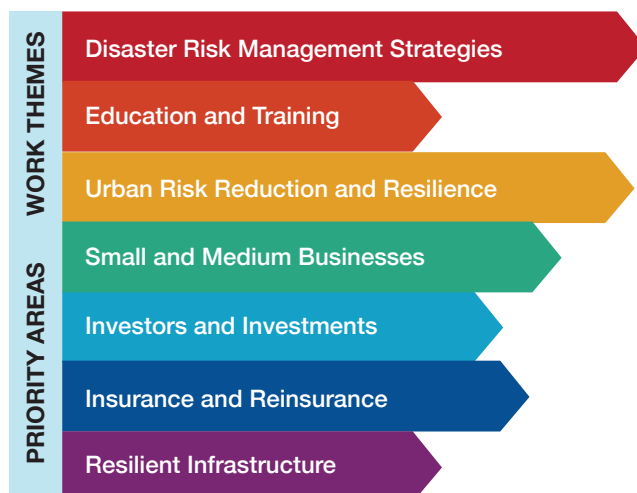 WORK THEMES
Disaster Risk Management Strategies
Education and Training
Urban Risk Reduction and Resilience
PRIORITY AREAS
Small and Medium Businesses
Investors and Investments
Insurance and Reinsurance
Resilient Infrastructure